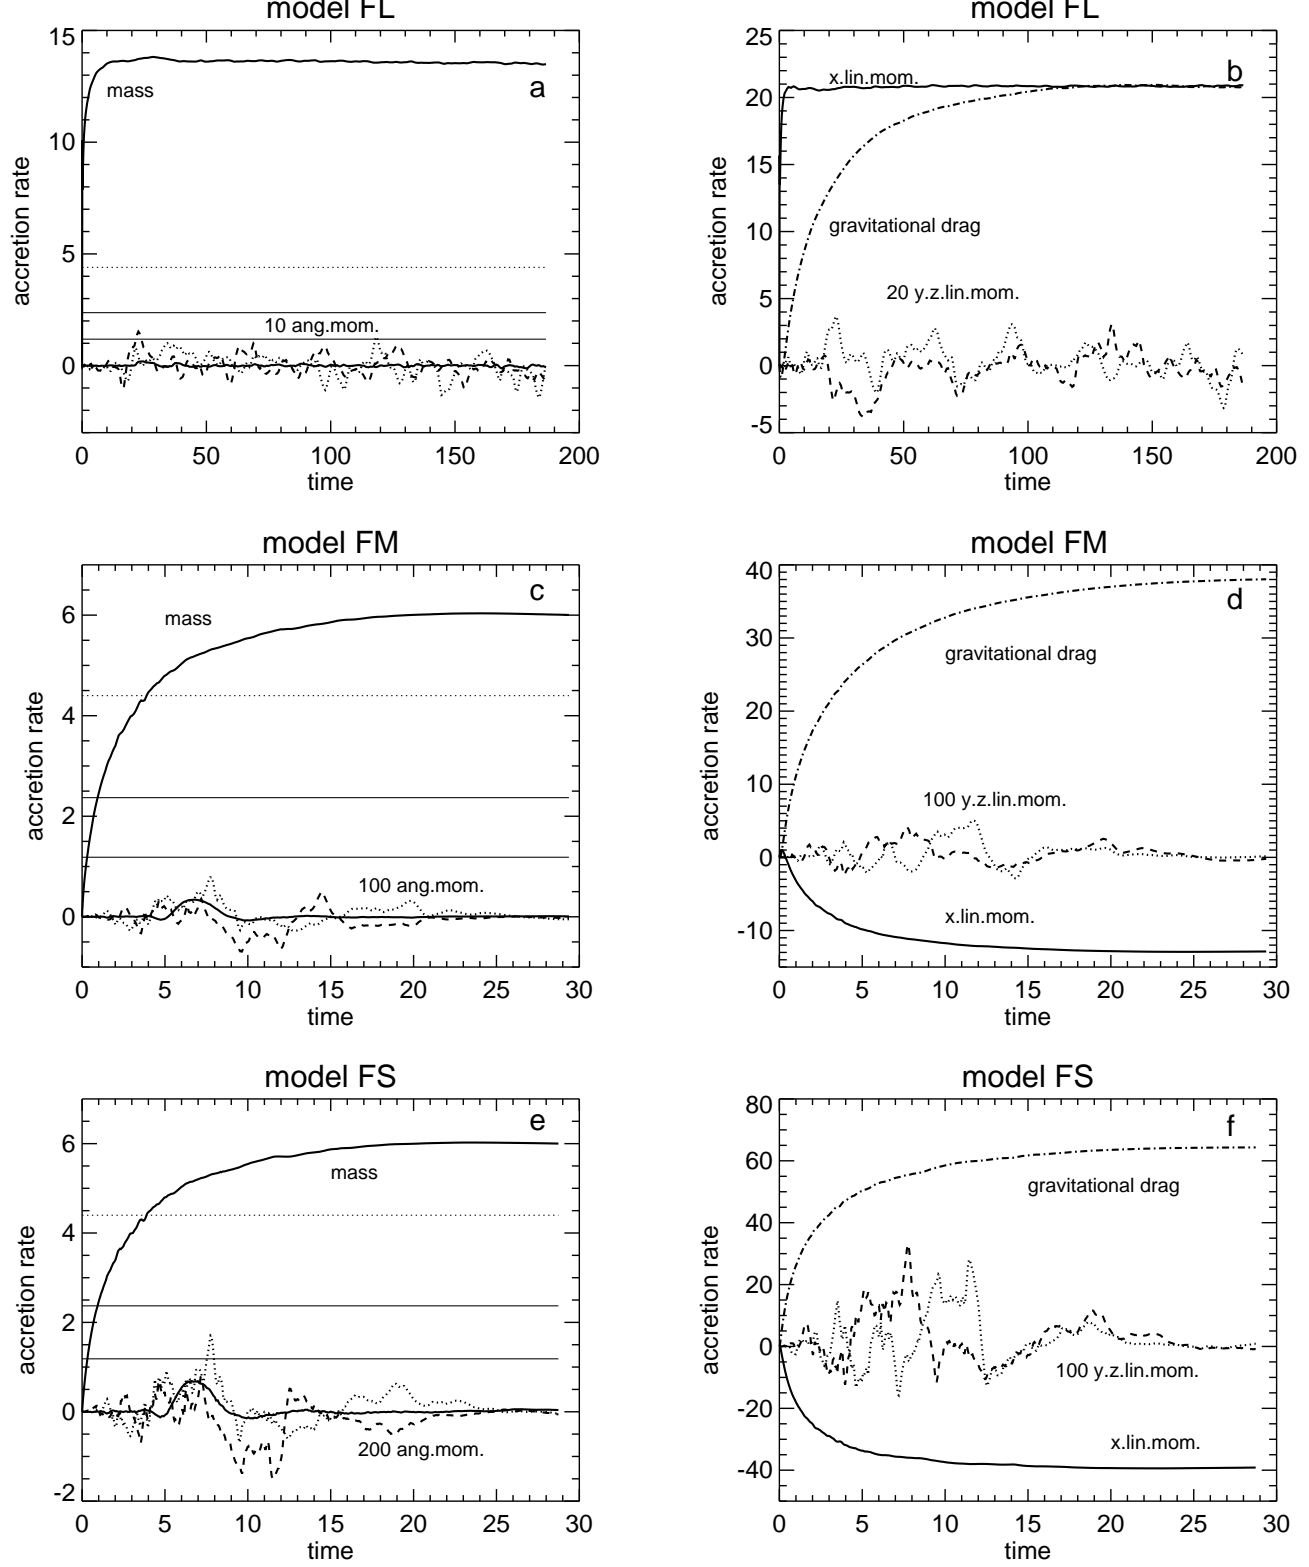 model FL
15
10
5
0
accretion rate
mass
a
10 ang.mom.
0 50 100 150 200
time
model FL
25
20
15
10
5
0
-5
accretion rate
x.lin.mom.
b
gravitational drag
20 y.z.lin.mom.
0 50 100 150 200
time
model FM
6
4
2
0
accretion rate
mass
c
100 ang.mom.
0 5 10 15 20 25 30
time
model FM
40
30
20
10
0
-10
accretion rate
d
gravitational drag
100 y.z.lin.mom.
x.lin.mom.
0 5 10 15 20 25 30
time
model FS
6
4
2
0
-2
accretion rate
e
mass
200 ang.mom.
0 5 10 15 20 25 30
time
model FS
80
60
40
20
0
-20
-40
accretion rate
f
gravitational drag
100 y.z.lin.mom.
x.lin.mom.
0 5 10 15 20 25 30
time